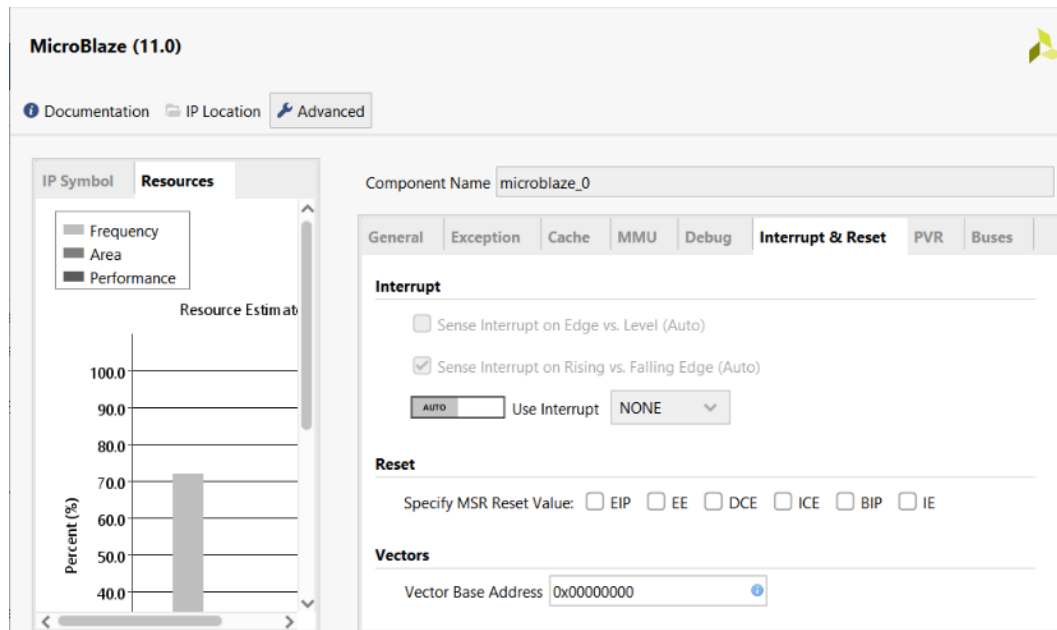 MicroBlaze (11.0)
Documentation IP Location Advanced
IP Symbol Resources
Frequency
Area
Performance
Resource Estimat
100.0
90.0
80.0
70.0
60.0
50.0
40.0
Percent (%)
Component Name microblaze_0
General Exception Cache MMU Debug Interrupt & Reset PVR Buses
Interrupt
Sense Interrupt on Edge vs. Level (Auto)
Sense Interrupt on Rising vs. Falling Edge (Auto)
AUTO Use Interrupt NONE
Reset
Specify MSR Reset Value: EIP EE DCE ICE BIP IE
Vectors
Vector Base Address 0x00000000